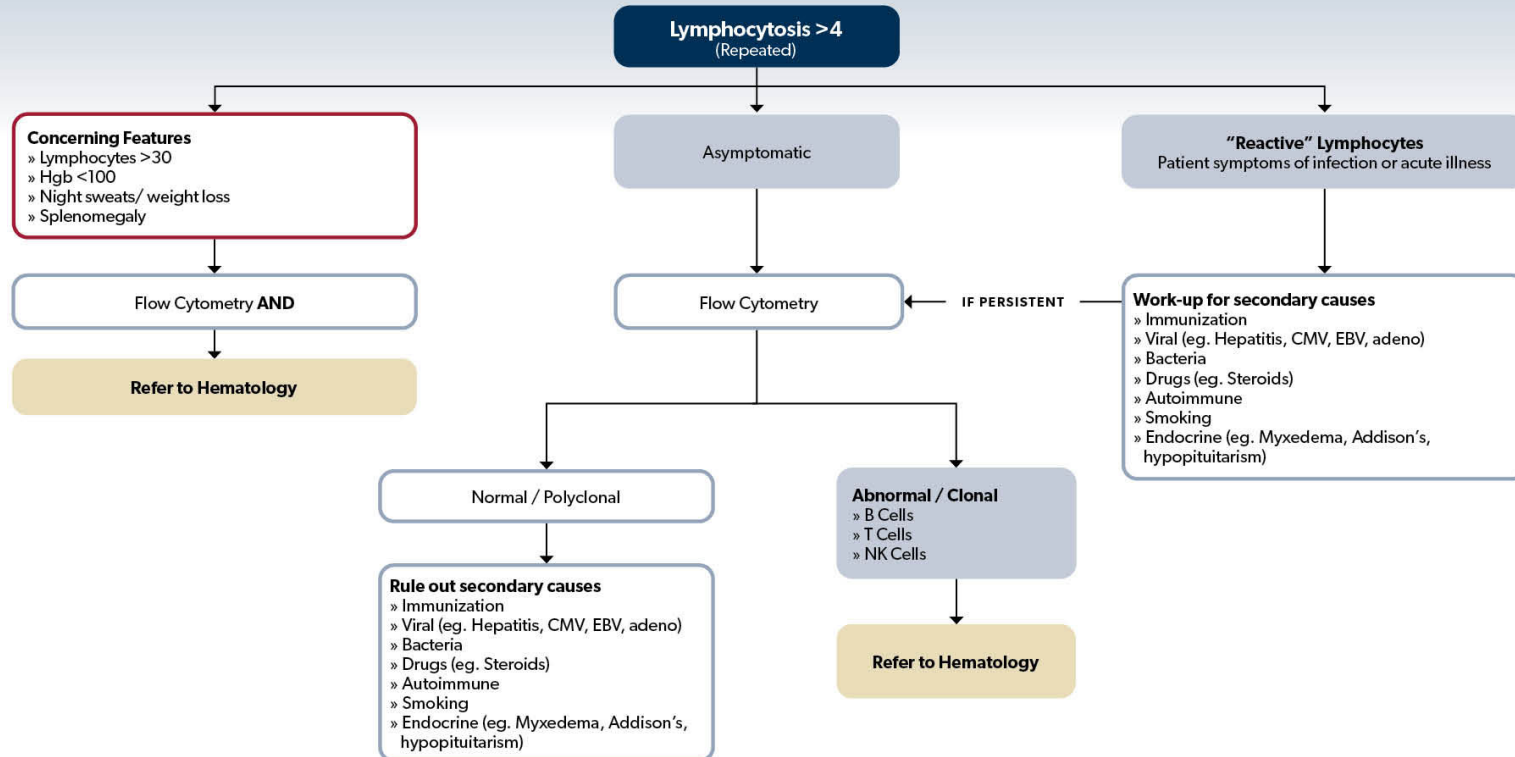 Lymphocytosis >4
(Repeated)
Concerning Features
» Lymphocytes >30
» Hgb <100
» Night sweats/ weight loss
» Splenomegaly
Asymptomatic
“Reactive” Lymphocytes
Patient symptoms of infection or acute illness
Flow Cytometry AND
Flow Cytometry
IF PERSISTENT
Work-up for secondary causes
» Immunization
» Viral (eg. Hepatitis, CMV, EBV, adeno)
» Bacteria
» Drugs (eg. Steroids)
» Autoimmune
» Smoking
» Endocrine (eg. Myxedema, Addison’s,
hypopituitarism)
Refer to Hematology
Normal / Polyclonal
Abnormal / Clonal
» B Cells
» T Cells
» NK Cells
Rule out secondary causes
» Immunization
» Viral (eg. Hepatitis, CMV, EBV, adeno)
» Bacteria
» Drugs (eg. Steroids)
» Autoimmune
» Smoking
» Endocrine (eg. Myxedema, Addison’s,
hypopituitarism)
Refer to Hematology